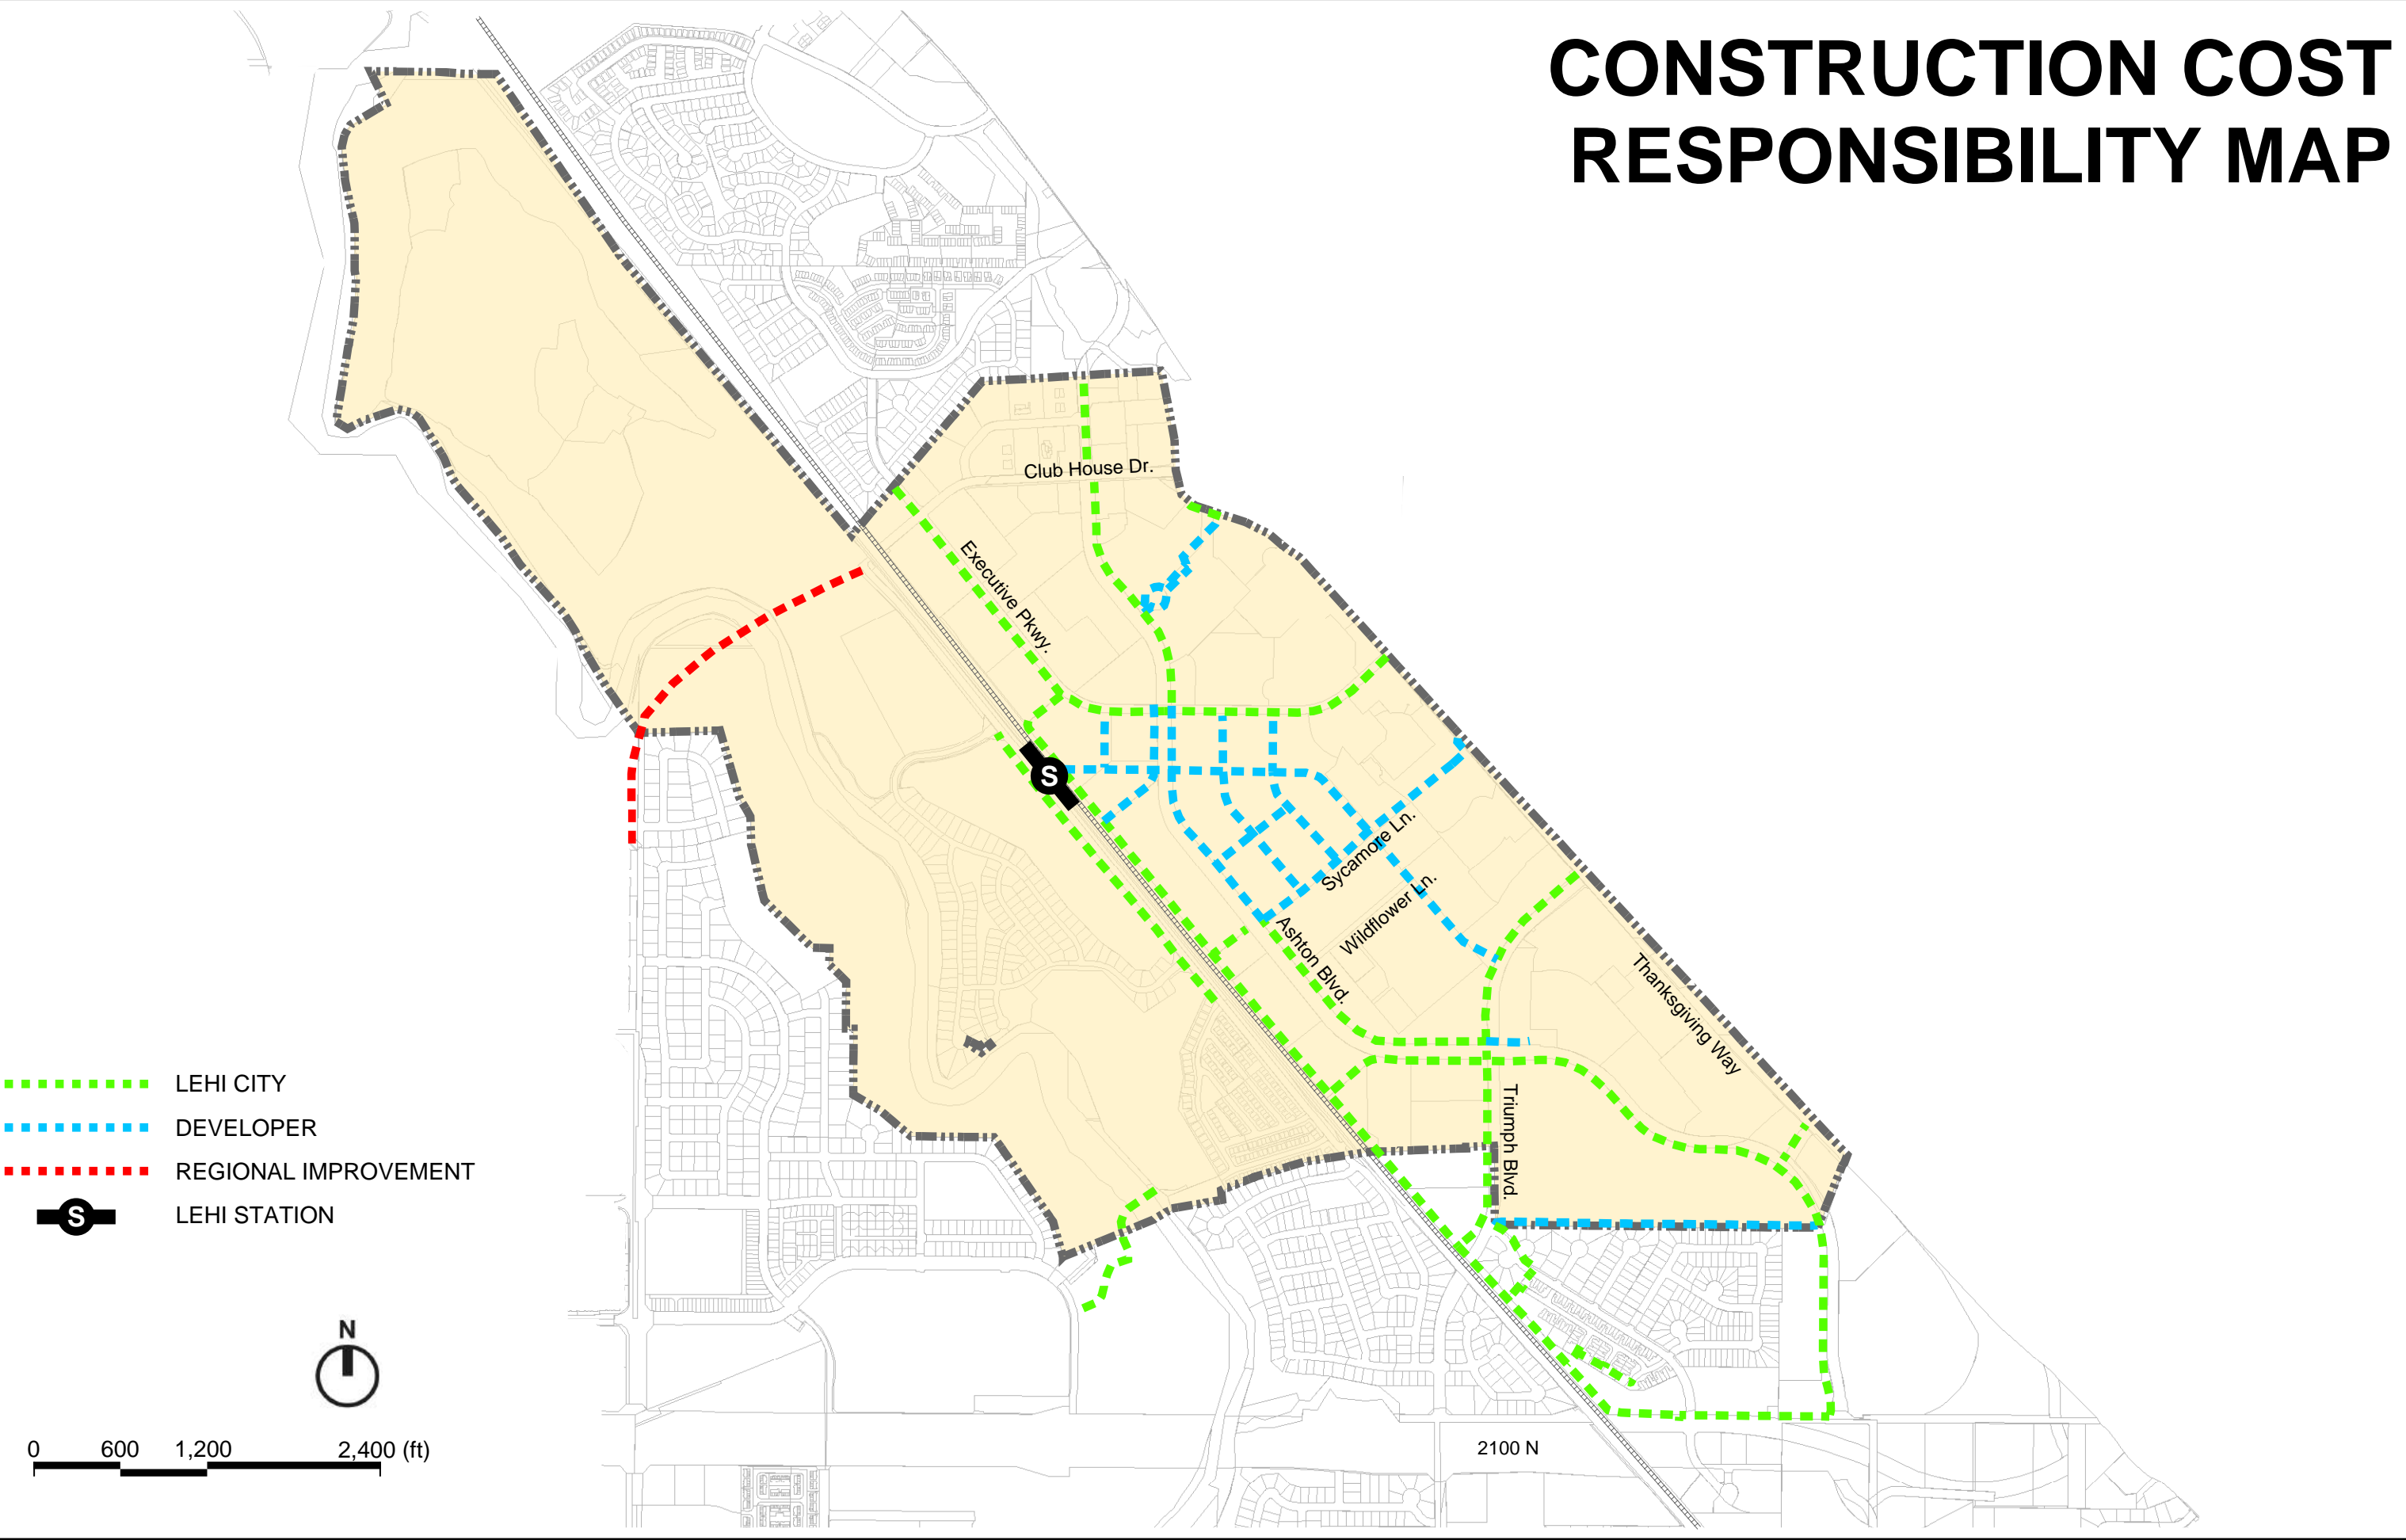 CONSTRUCTION COST
RESPONSIBILITY MAP
Club House Dr.
Executive Pkwy.
S
Sycamore Ln.
Wildflower Ln.
Ashton Blvd.
Thanksgiving Way
Triumph Blvd.
LEHI CITY
DEVELOPER
REGIONAL IMPROVEMENT
S LEHI STATION
N
0 600 1,200 2,400 (ft)
2100 N